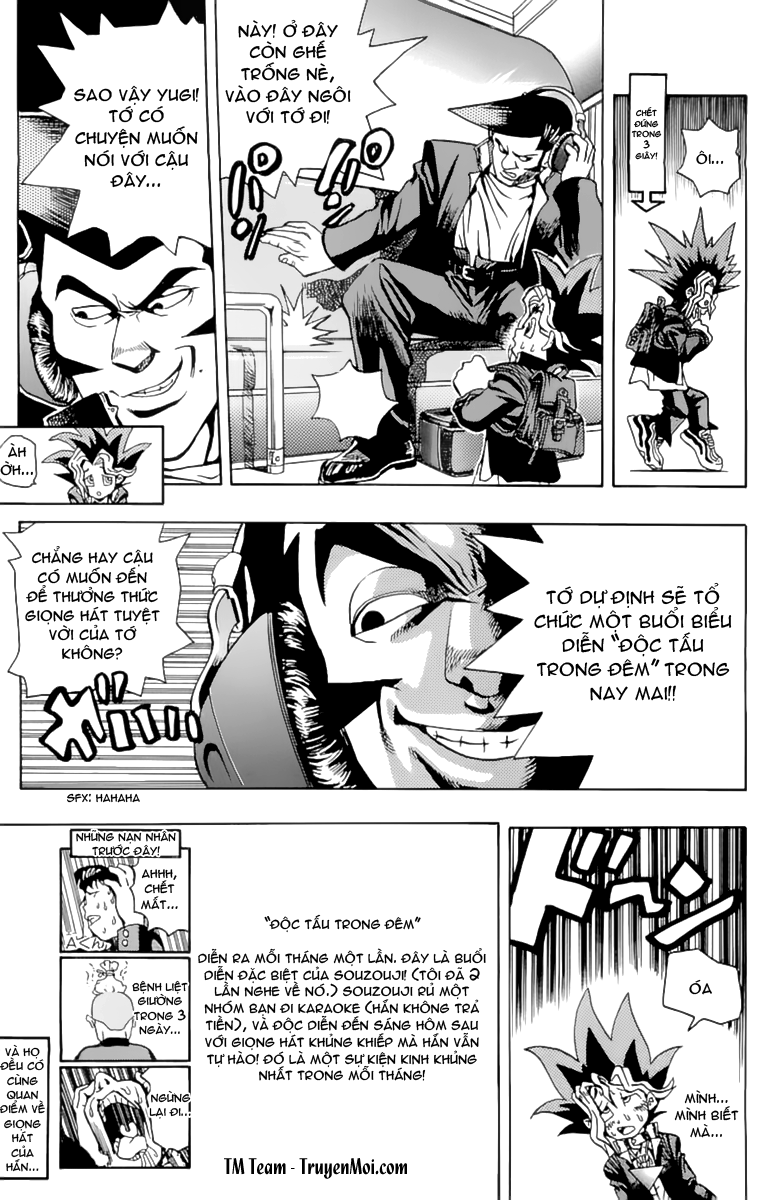 ÔI...
CHẾT
ĐỨNG
TRONG
3
GIÂY!
NÀY! Ở ĐÂY
CÒN GHẾ
TRỐNG NÈ,
VÀO ĐÂY NGÔI
VỚI TỚ ĐI!
SAO VẬY YUGI!
TỚ CÓ
CHUYỆN MUỐN
NÓI VỚI CẬU
ĐÂY...
ÀH
ỜH...
TỚ DỰ ĐỊNH SẼ TỔ
CHỨC MỘT BUỔI BIỂU
DIỄN “ĐỘC TẤU
TRONG ĐÊM” TRONG
NAY MAI!!
CHẲNG HAY CẬU
CÓ MUỐN ĐẾN
ĐỂ THƯỞNG THỨC
GIỌNG HÁT TUYỆT
VỜI CỦA TỚ
KHÔNG?
SFX: HAHAHA
ドーン
ÓA
MÌNH...
MÌNH BIẾT
MÀ...
“ĐỘC TẤU TRONG ĐÊM”
DIỄN RA MỖI THÁNG MỘT LẦN. ĐÂY LÀ BUỔI
DIỄN ĐẶC BIỆT CỦA SOUZOUJI! (TÔI ĐÃ 2
LẦN NGHE VỀ NÓ.) SOUZOUJI RỦ MỘT
NHÓM BẠN ĐI KARAOKE (HẮN KHÔNG TRẢ
TIỀN), VÀ ĐỘC DIỄN ĐẾN SÁNG HÔM SAU
VỚI GIỌNG HÁT KHỦNG KHIẾP MÀ HẮN VẪN
TỰ HÀO! ĐÓ LÀ MỘT SỰ KIỆN KINH KHỦNG
NHẤT TRONG MỖI THÁNG!
NHỮNG NẠN NHÂN
TRƯỚC ĐÂY!
AHHH,
CHẾT
MẤT...
BỆNH LIỆT
GIƯỜNG
TRONG 3
NGÀY...
NGỪNG
LẠI ĐI...
VÀ HỌ
ĐỀU CÓ
CÙNG
QUAN
ĐIỂM VỀ
GIỌNG
HÁT
CỦA
HẮN...
TM Team - TruyenMoi.com